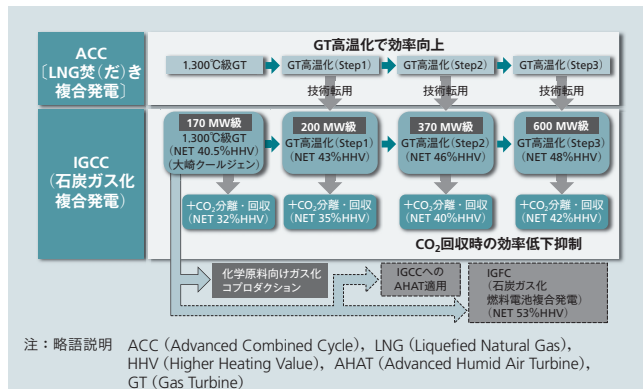 ACC
〔LNG焚(だ)き
複合発電〕
GT高温化で効率向上
1,300℃級GT
GT高温化(Step1)
GT高温化(Step2)
GT高温化(Step3)
技術転用
技術転用
技術転用
IGCC
(石炭ガス化
複合発電)
170 MW級
1,300℃級GT
(NET 40.5%HHV)
(大崎クールジェン)
200 MW級
GT高温化(Step1)
(NET 43%HHV)
370 MW級
GT高温化(Step2)
(NET 46%HHV)
600 MW級
GT高温化(Step3)
(NET 48%HHV)
+CO₂分離・回収
(NET 32%HHV)
+CO₂分離・回収
(NET 35%HHV)
+CO₂分離・回収
(NET 40%HHV)
+CO₂分離・回収
(NET 42%HHV)
CO₂回収時の効率低下抑制
化学原料向けガス化
コプロダクション
IGCCへの
AHAT適用
IGFC
(石炭ガス化
燃料電池複合発電)
(NET 53%HHV)
注:略語説明 ACC(Advanced Combined Cycle),LNG(Liquefied Natural Gas),
HHV(Higher Heating Value),AHAT(Advanced Humid Air Turbine),
GT(Gas Turbine)